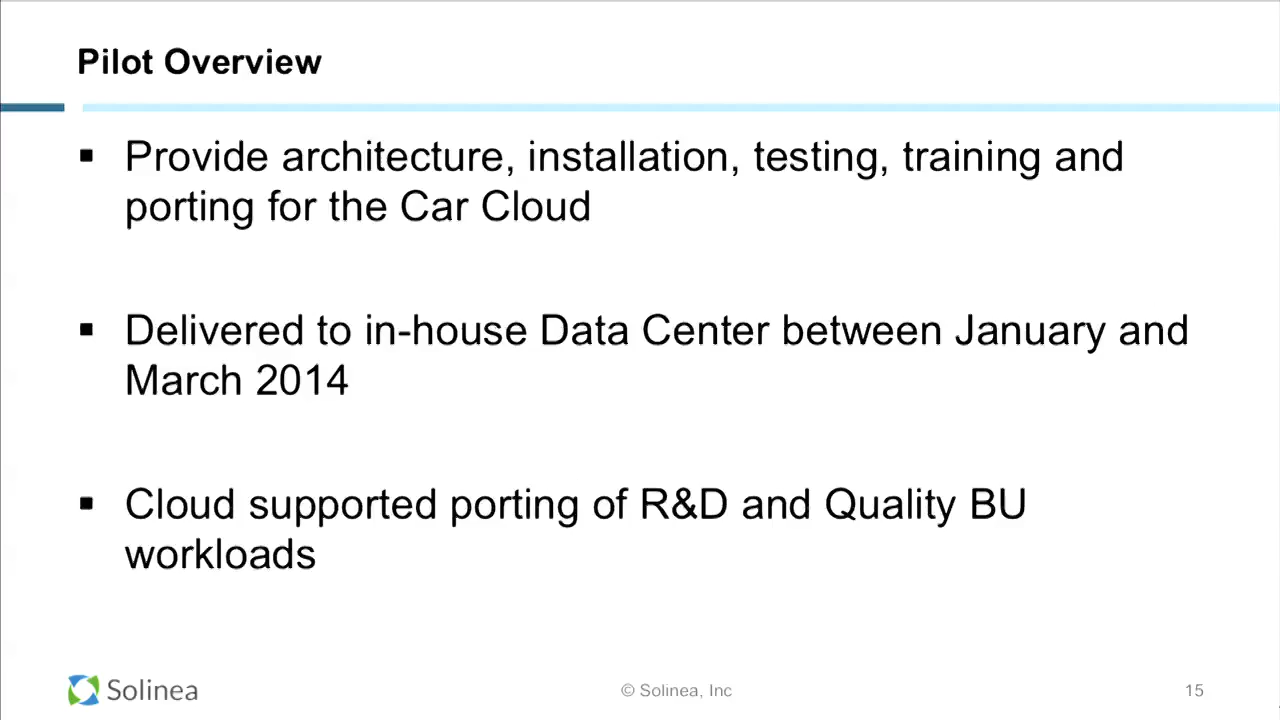 Pilot Overview
▪ Provide architecture, installation, testing, training and
porting for the Car Cloud
▪ Delivered to in-house Data Center between January and
March 2014
▪ Cloud supported porting of R&D and Quality BU
workloads
Solinea
© Solinea, Inc
15